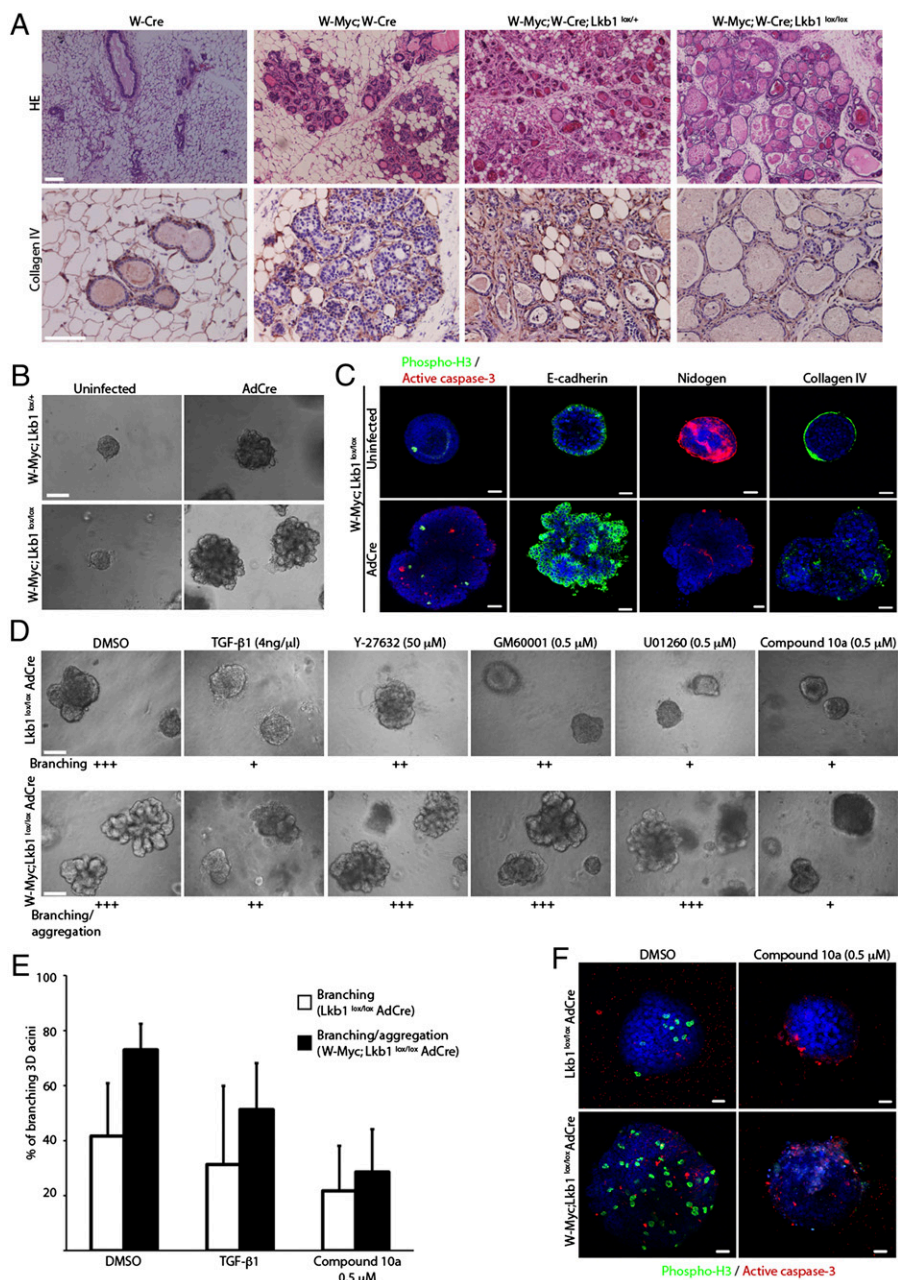 A
W-Cre
W-Myc; W-Cre
W-Myc; W-Cre; Lkb1 lox/+
W-Myc; W-Cre; Lkb1 lox/lox
HE
Collagen IV
B
Uninfected
AdCre
W-Myc; Lkb1 lox/+
W-Myc; Lkb1 lox/lox
C
Phospho-H3 /
Active caspase-3
E-cadherin
Nidogen
Collagen IV
W-Myc; Lkb1 lox/lox
Uninfected
AdCre
D
DMSO
TGF-β1 (4ng/μl)
Y-27632 (50 μM)
GM60001 (0.5 μM)
U01260 (0.5 μM)
Compound 10a (0.5 μM)
Lkb1 lox/lox AdCre
Branching +++ + ++ ++ + +
W-Myc;Lkb1 lox/lox AdCre
+++ ++ +++ +++ +++ +
Branching/
aggregation
E
% of branching 3D acini
100
80
60
40
20
Branching
(Lkb1 lox/lox AdCre)
Branching/aggregation
(W-Myc; Lkb1 lox/lox AdCre)
DMSO
TGF-β1
Compound 10a
0.5 μM
F
DMSO
Compound 10a (0.5 μM)
Lkb1 lox/lox AdCre
W-Myc;Lkb1 lox/lox AdCre
Phospho-H3 / Active caspase-3